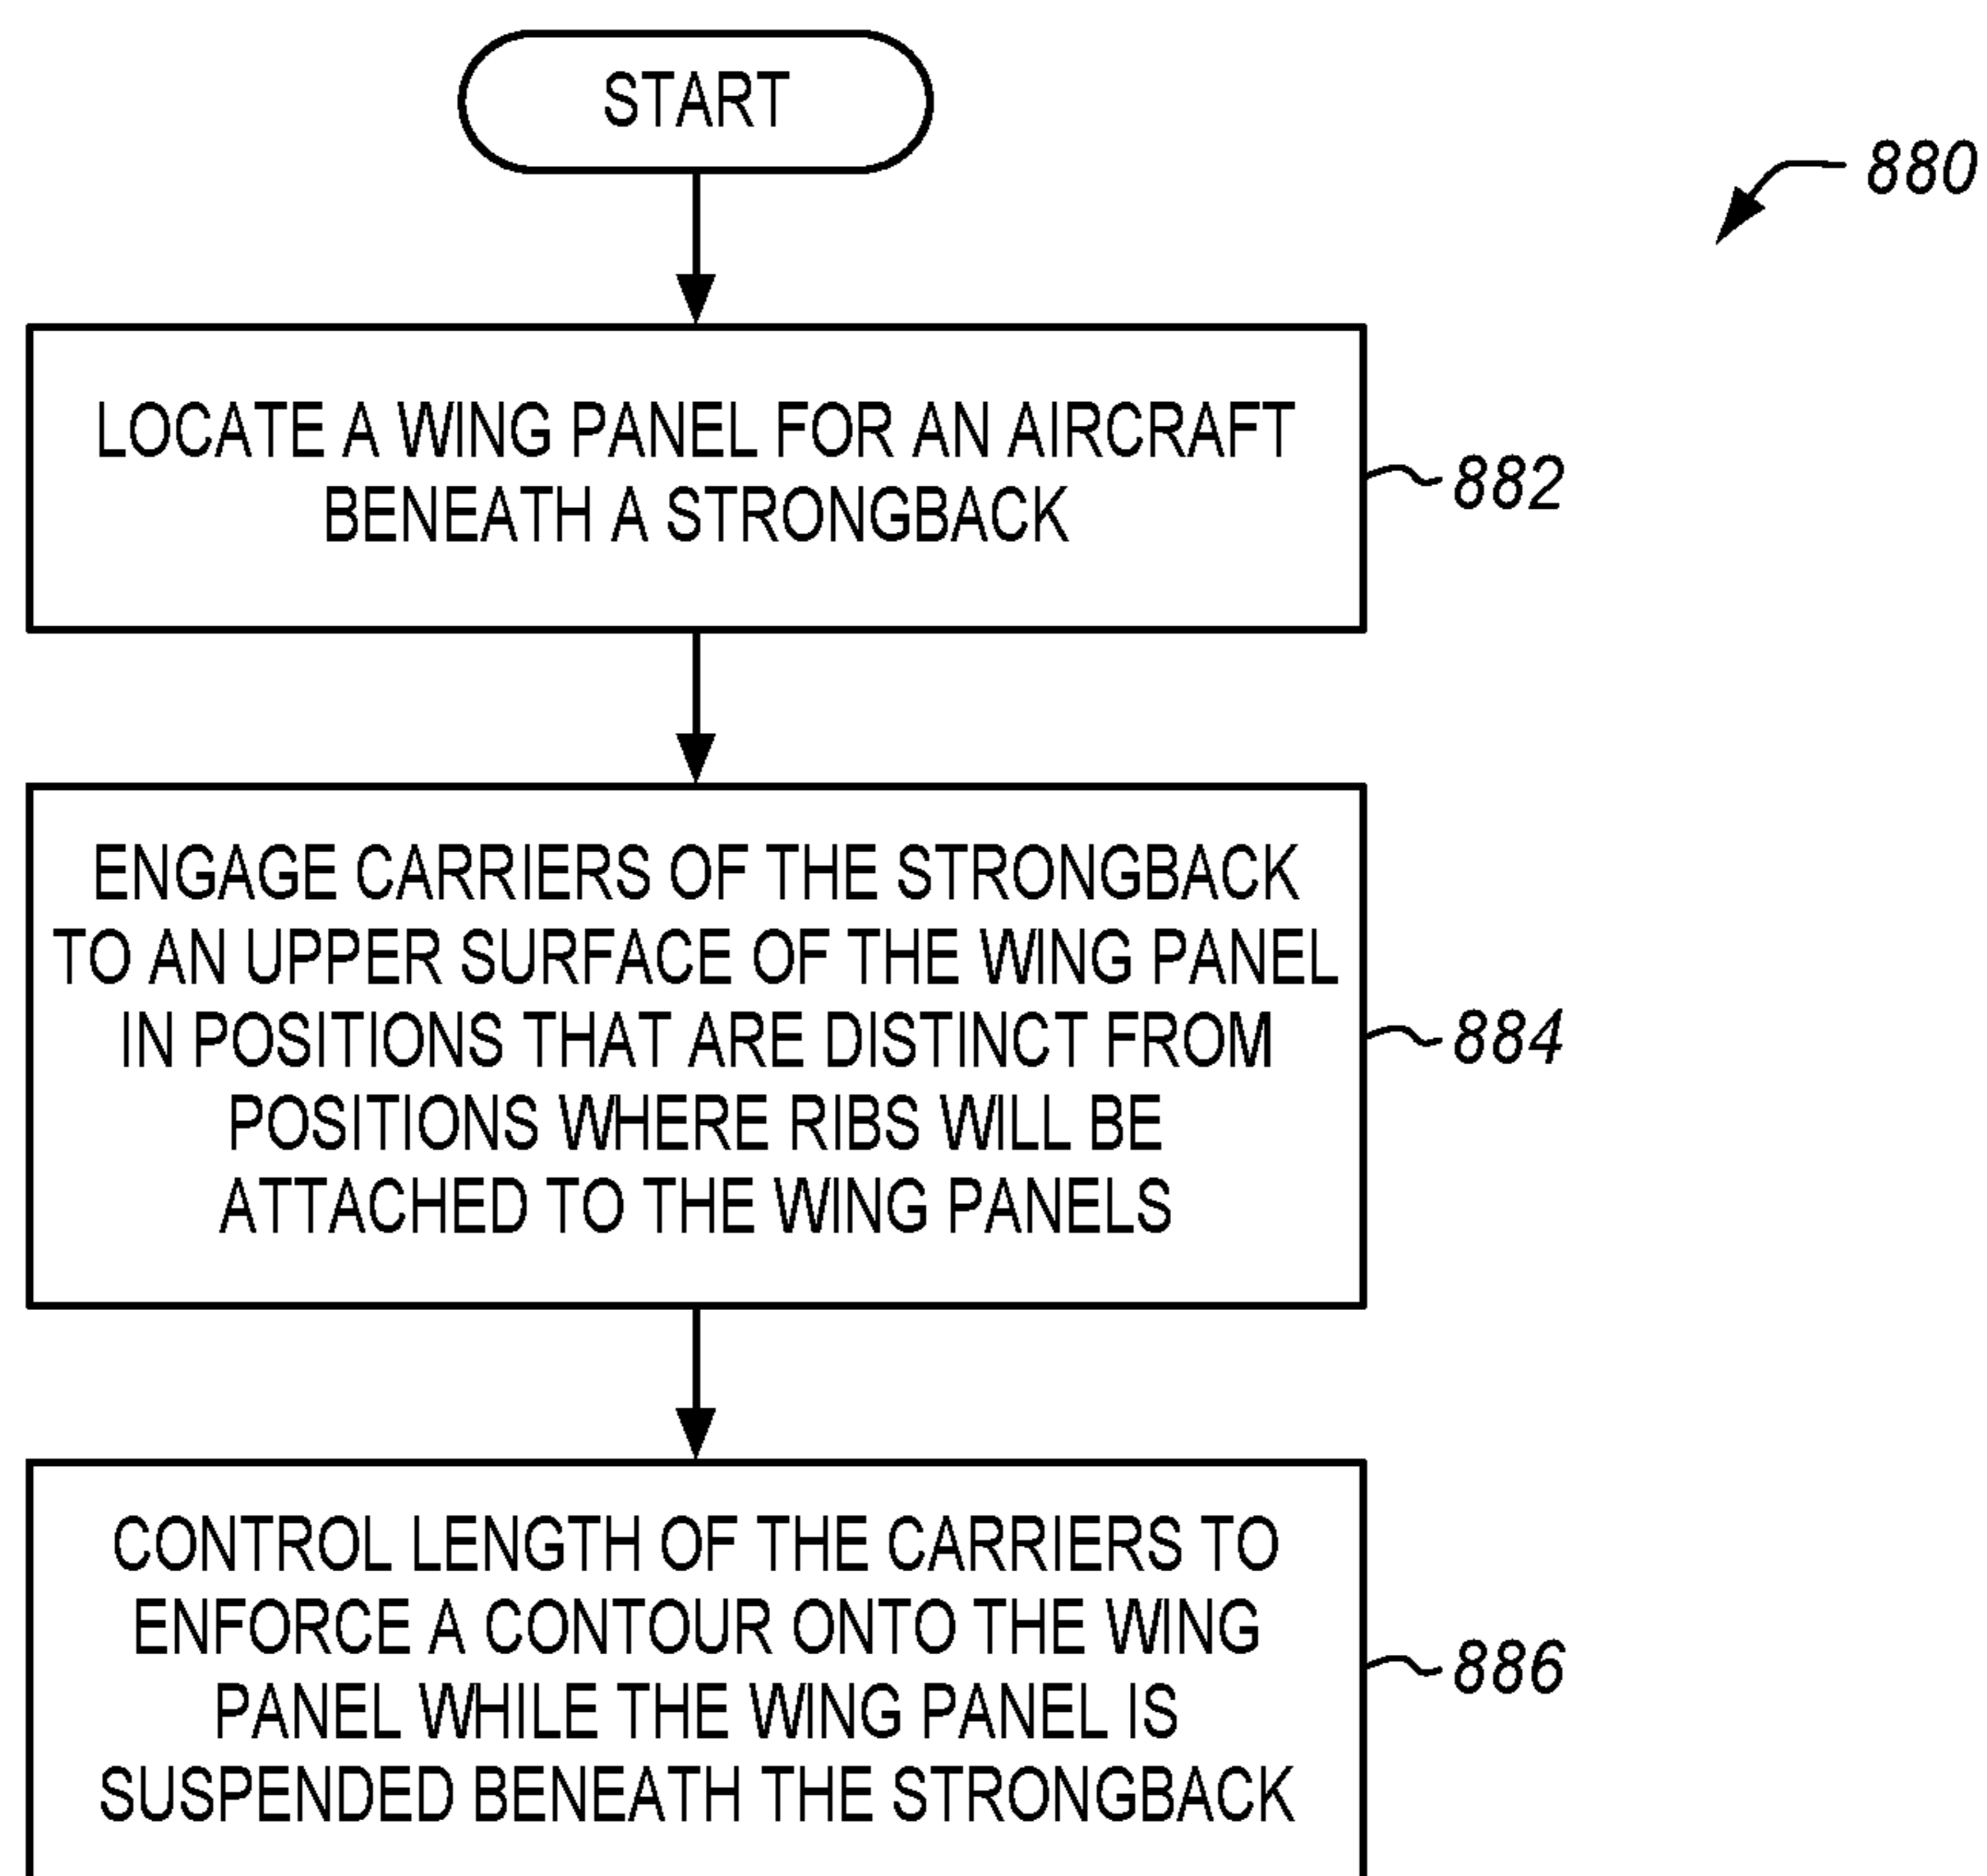 START
880
LOCATE A WING PANEL FOR AN AIRCRAFT
BENEATH A STRONGBACK
882
ENGAGE CARRIERS OF THE STRONGBACK
TO AN UPPER SURFACE OF THE WING PANEL
IN POSITIONS THAT ARE DISTINCT FROM
POSITIONS WHERE RIBS WILL BE
ATTACHED TO THE WING PANELS
884
CONTROL LENGTH OF THE CARRIERS TO
ENFORCE A CONTOUR ONTO THE WING
PANEL WHILE THE WING PANEL IS
SUSPENDED BENEATH THE STRONGBACK
886